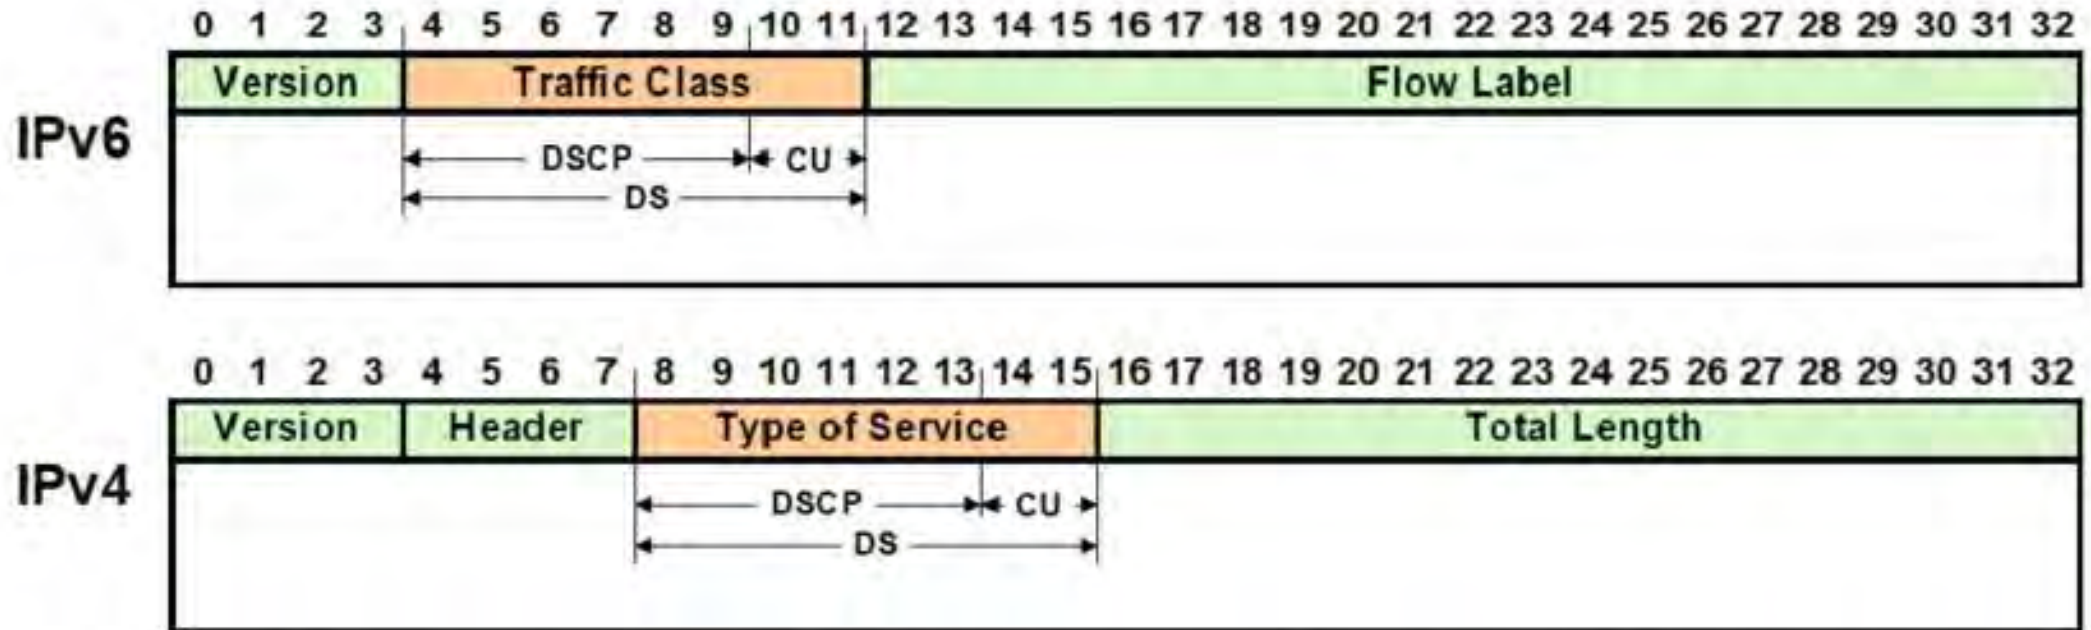 0 1 2 3 4 5 6 7 8 9 10 11 12 13 14 15 16 17 18 19 20 21 22 23 24 25 26 27 28 29 30 31 32
Version Traffic Class Flow Label
IPv6
DSCP CU
DS
0 1 2 3 4 5 6 7 8 9 10 11 12 13 14 15 16 17 18 19 20 21 22 23 24 25 26 27 28 29 30 31 32
Version Header Type of Service Total Length
IPv4
DSCP CU
DS